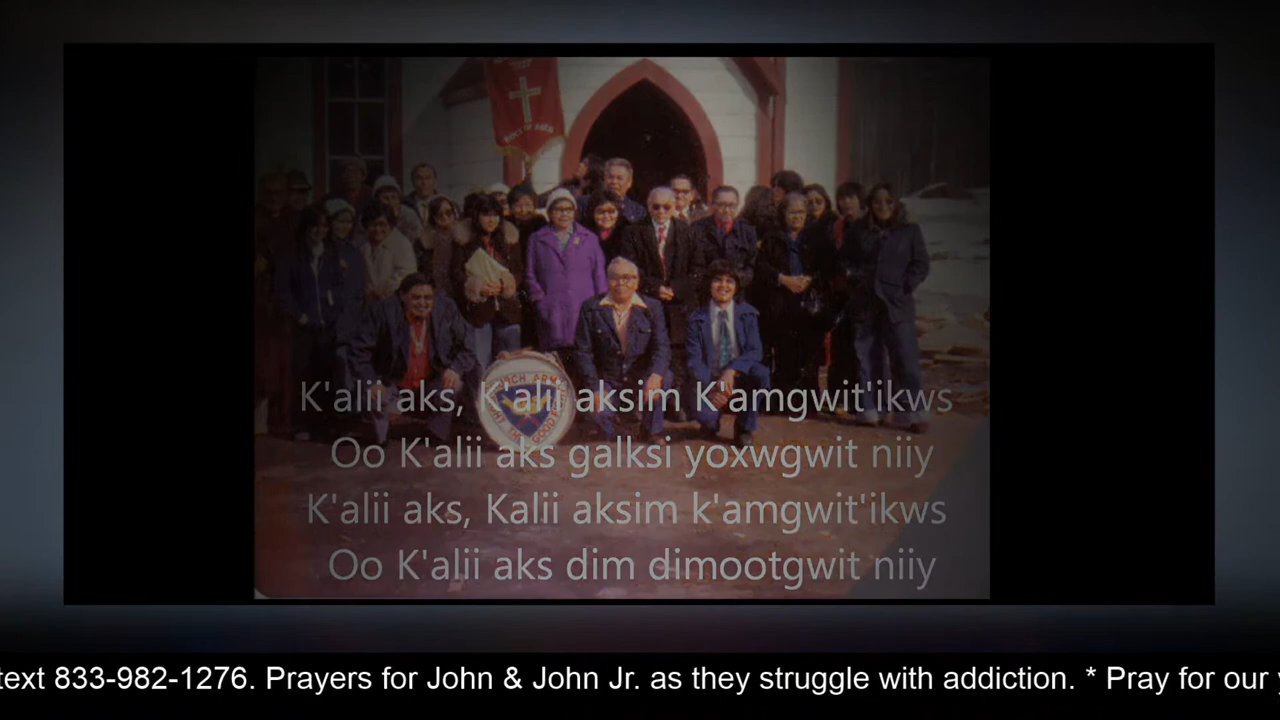 K'alii aks, K'alii aksim K'amgwit'ikws
Oo K'alii aks galksi yoxwgwit niiy
K'alii aks, Kalii aksim k'amgwit'ikws
Oo K'alii aks dim dimootgwit niiy
text 833-982-1276. Prayers for John & John Jr. as they struggle with addiction. * Pray for our